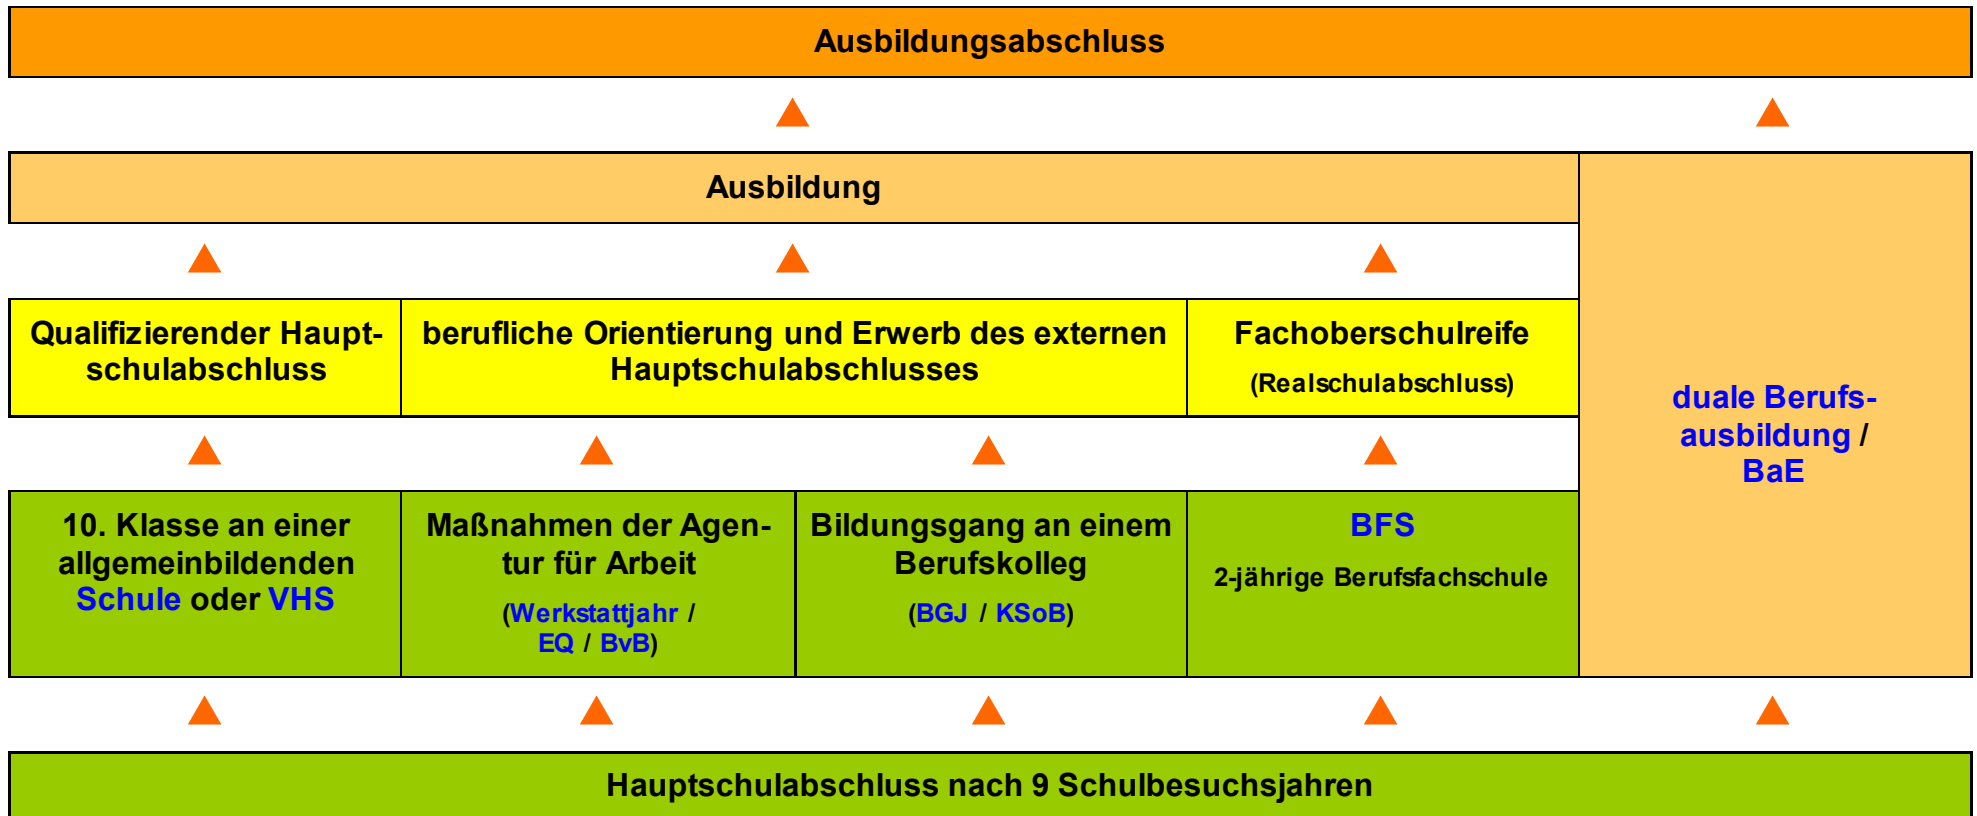 Ausbildungsabschluss
Ausbildung
Qualifizierender Haupt-
schulabschluss
berufliche Orientierung und Erwerb des externen
Hauptschulabschlusses
Fachoberschulreife
(Realschulabschluss)
duale Berufs-
ausbildung /
BaE
10. Klasse an einer
allgemeinbildenden
Schule oder VHS
Maßnahmen der Agen-
tur für Arbeit
(Werkstattjahr /
EQ / BvB)
Bildungsgang an einem
Berufskolleg
(BGJ / KSoB)
BFS
2-jährige Berufsfachschule
Hauptschulabschluss nach 9 Schulbesuchsjahren